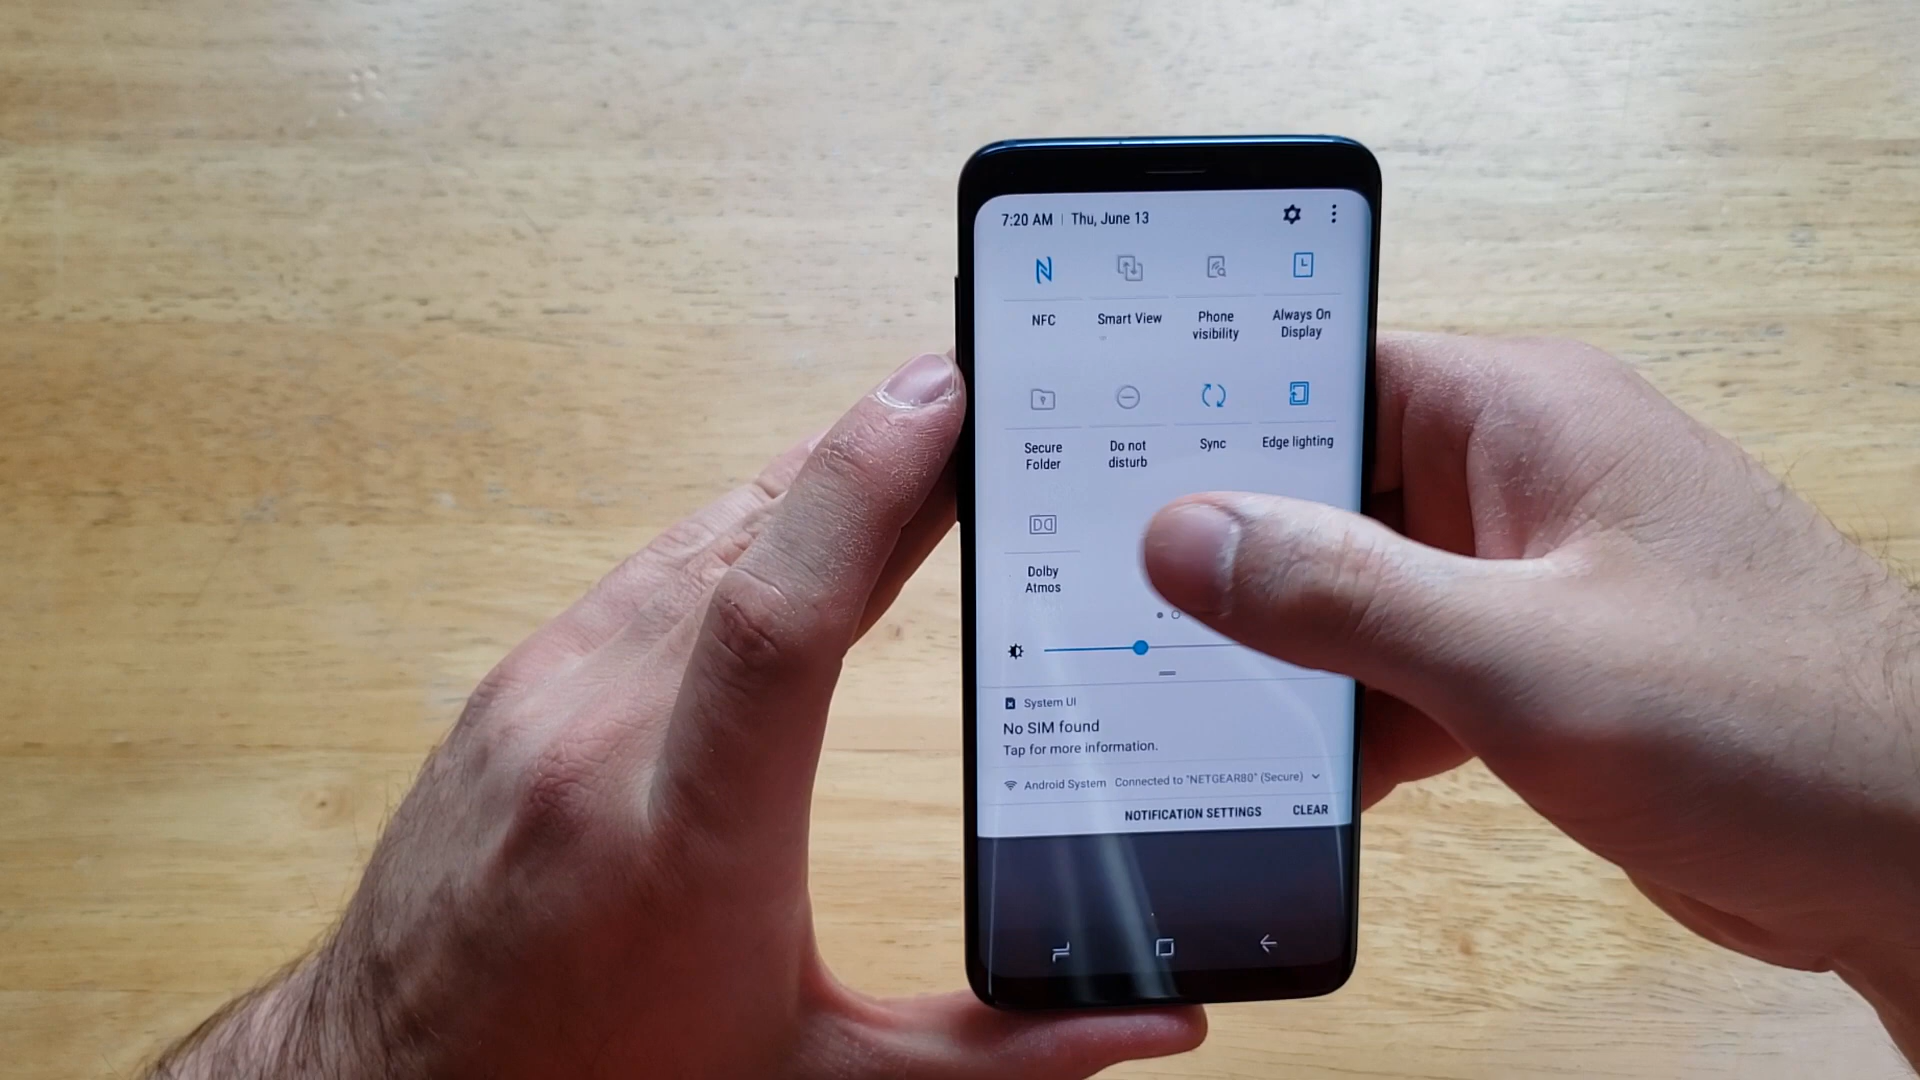 7:20 AM | Thu, June 13
NFC
Smart View
Phone
visibility
Always On
Display
Secure
Folder
Do not
disturb
Sync
Edge lighting
Dolby
Atmos
System UI
No SIM found
Tap for more information.
Android System Connected to "NETGEAR80" (Secure)
NOTIFICATION SETTINGS CLEAR